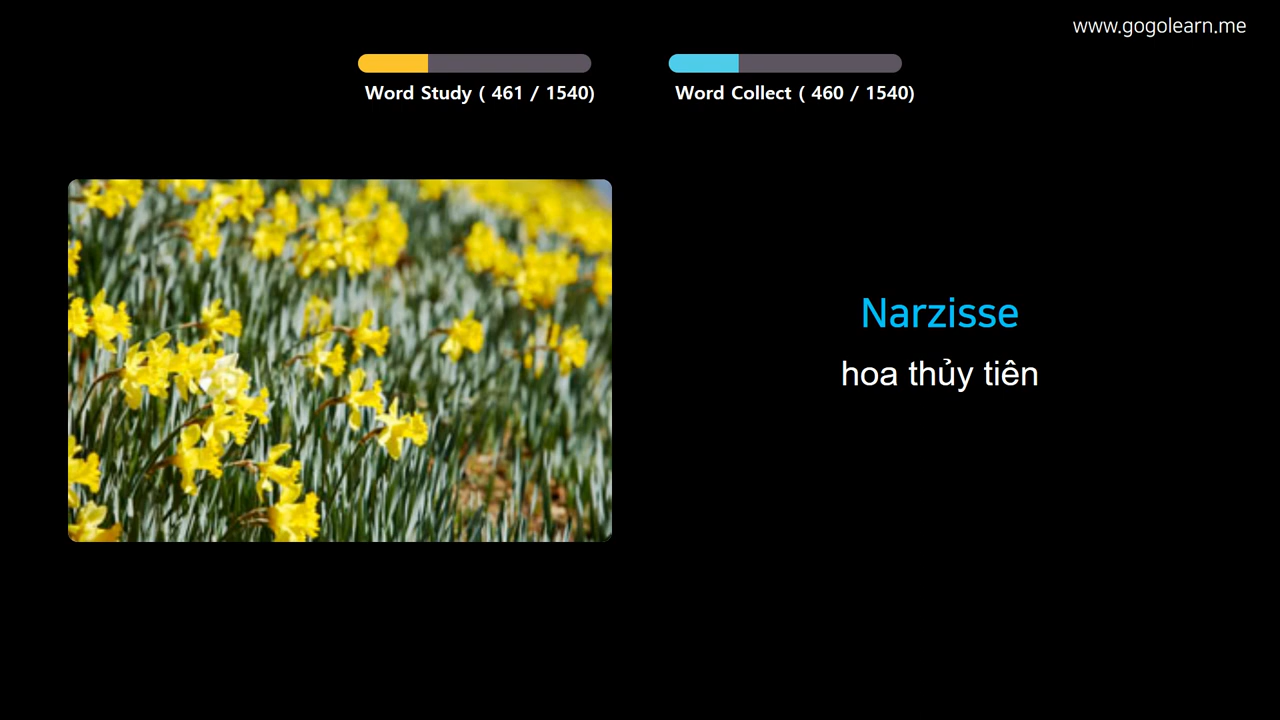 www.gogolearn.me
Word Study ( 461 / 1540)
Word Collect ( 460 / 1540)
Narzisse
hoa thủy tiên